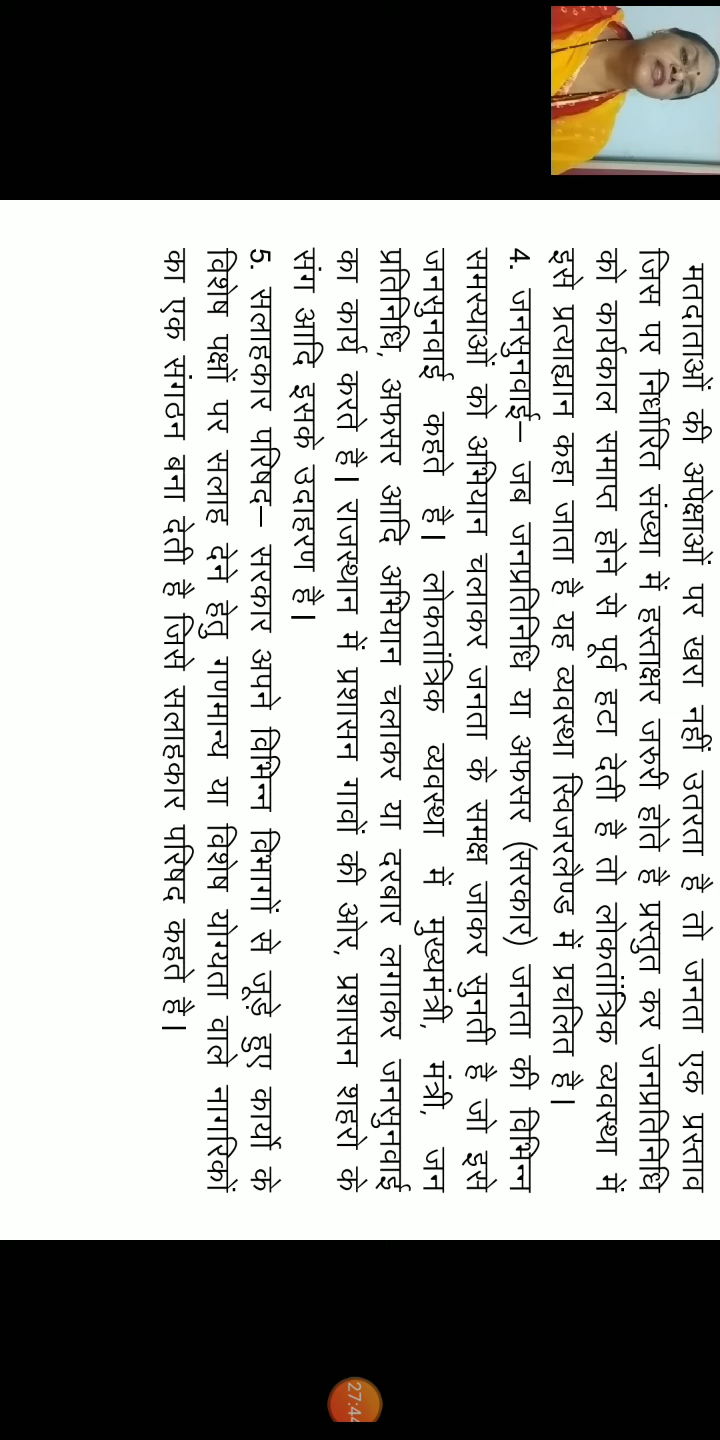 मतदाताओं की अपेक्षाओं पर खरा नहीं उतरता है तो जनता एक प्रस्ताव
जिस पर निर्धारित संख्या में हस्ताक्षर जरुरी होते है प्रस्तुत कर जनप्रतिनिधि
को कार्यकाल समाप्त होने से पूर्व हटा देती है तो लोकतांत्रिक व्यवस्था में
इसे प्रत्याह्यान कहा जाता है यह व्यवस्था स्विजरलैण्ड में प्रचलित है।
4. जनसुनवाई– जब जनप्रतिनिधि या अफसर (सरकार) जनता की विभिन्न
समस्याओं को अभियान चलाकर जनता के समक्ष जाकर सुनती है जो इसे
जनसुनवाई कहते है। लोकतांत्रिक व्यवस्था में मुख्यमंत्री, मंत्री, जन
प्रतिनिधि, अफसर आदि अभियान चलाकर या दरबार लगाकर जनसुनवाई
का कार्य करते है। राजस्थान में प्रशासन गावों की ओर, प्रशासन शहरो के
संग आदि इसके उदाहरण है।
5. सलाहकार परिषद– सरकार अपने विभिन्न विभागों से जूड़े हुए कार्यों के
विशेष पक्षों पर सलाह देने हेतु गणमान्य या विशेष योग्यता वाले नागरिकों
का एक संगठन बना देती है जिसे सलाहकार परिषद कहते है।
27:44